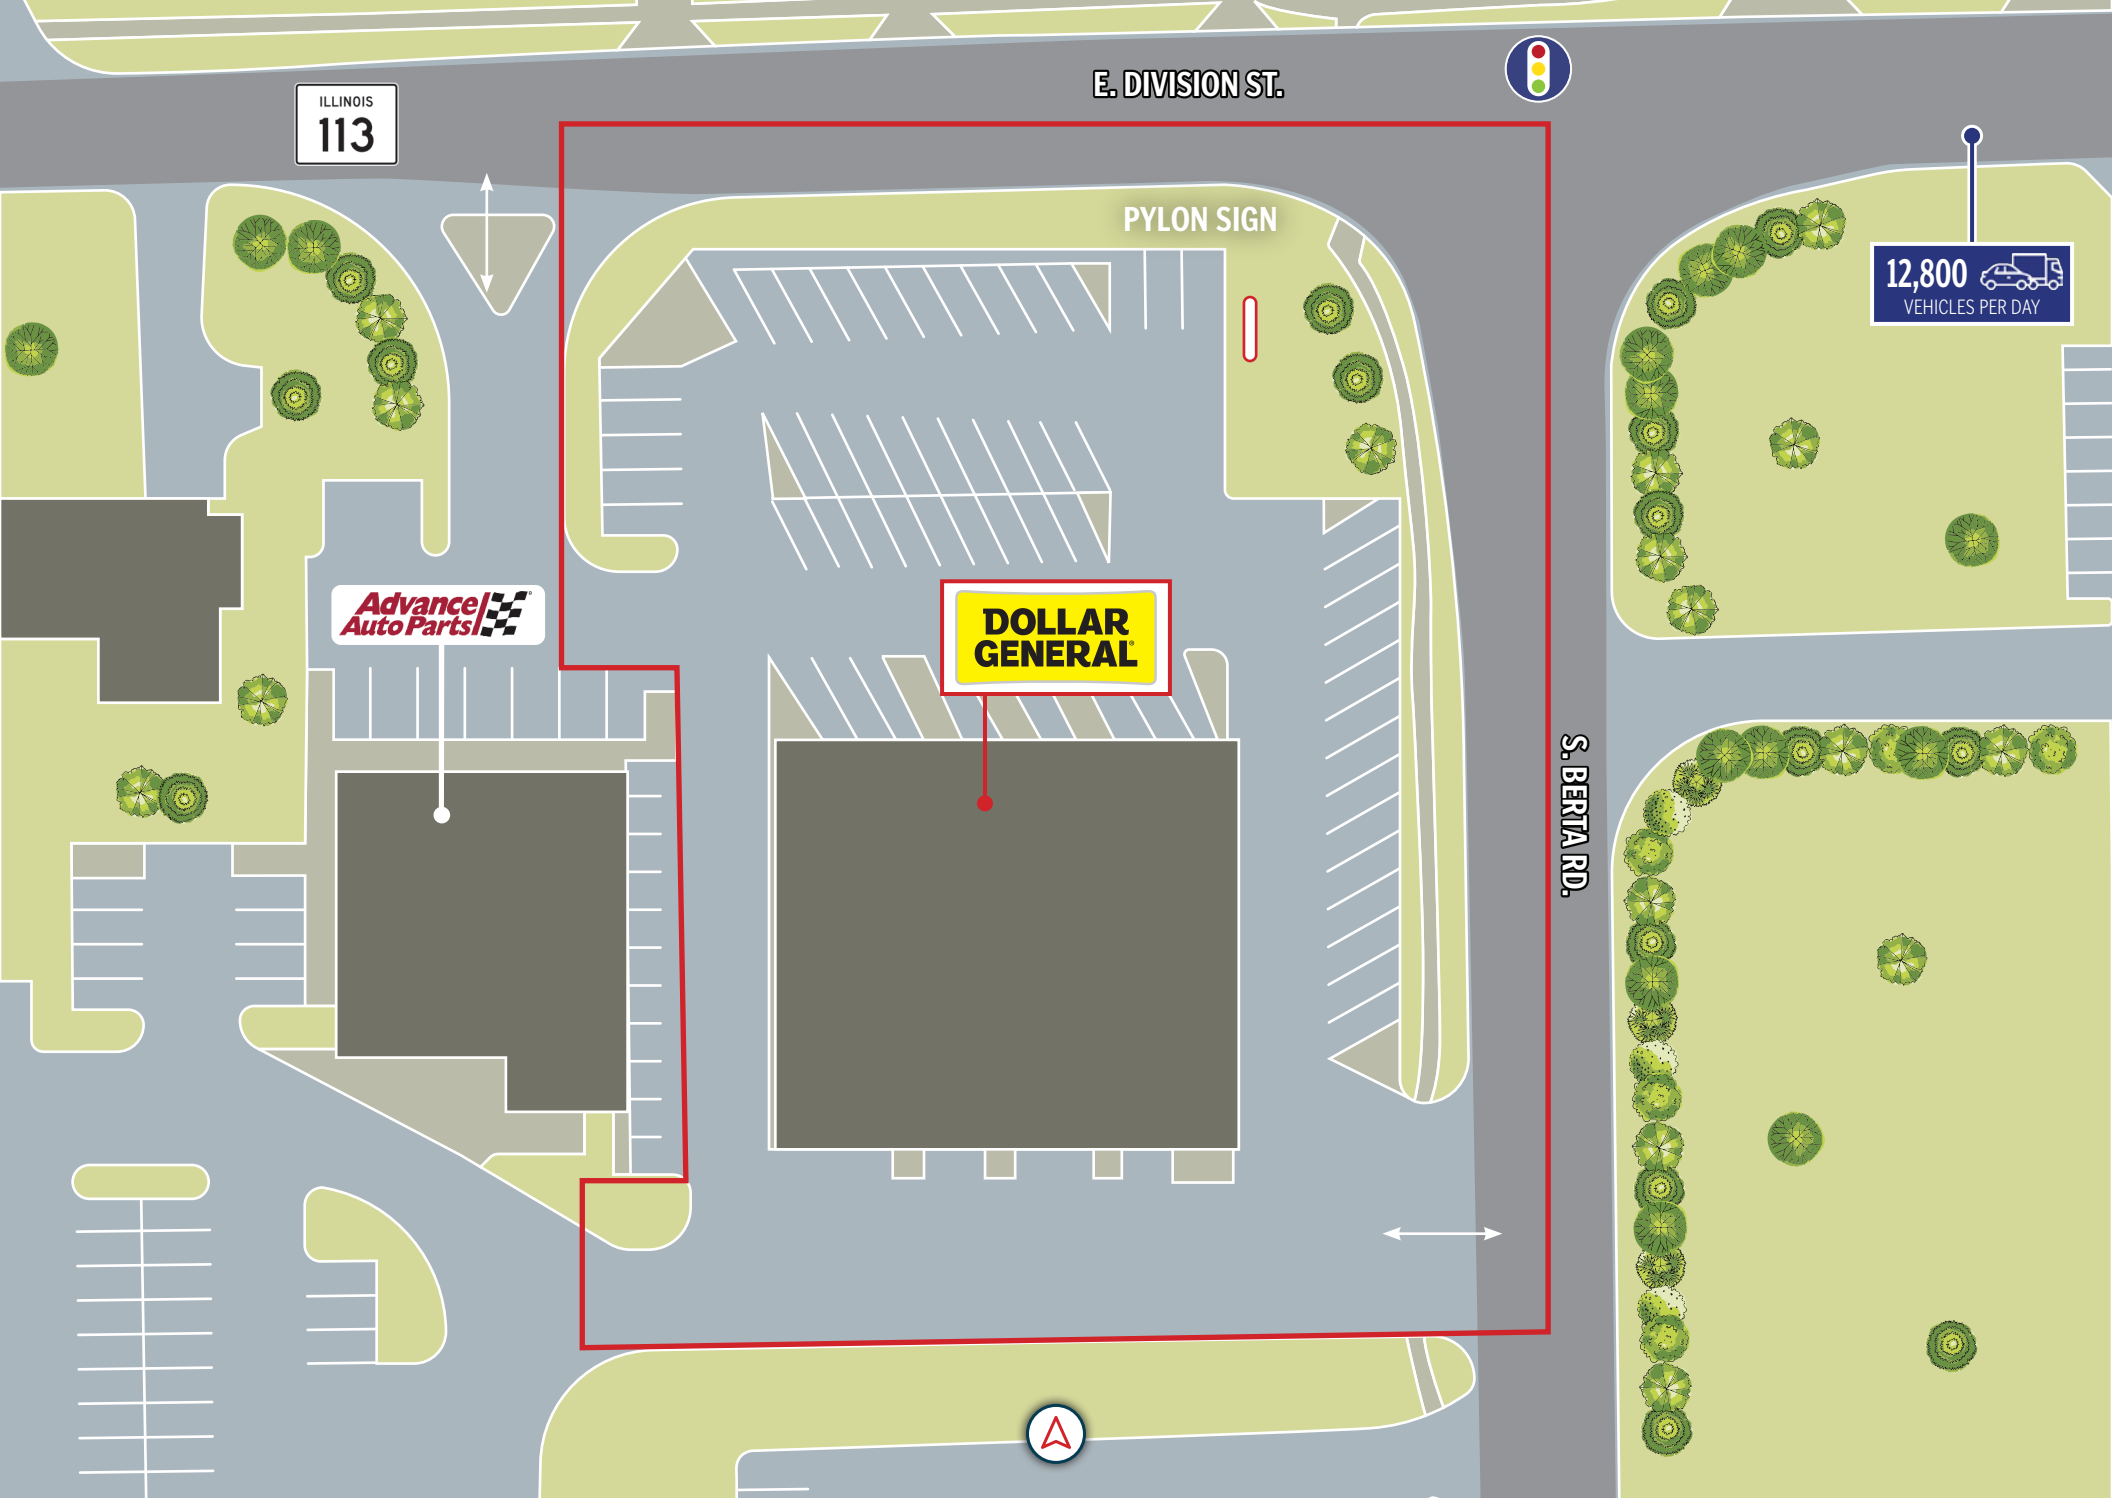 E. DIVISION ST.
ILLINOIS
113
PYLON SIGN
12,800
VEHICLES PER DAY
Advance
Auto Parts
DOLLAR
GENERAL
S. BERTA RD.